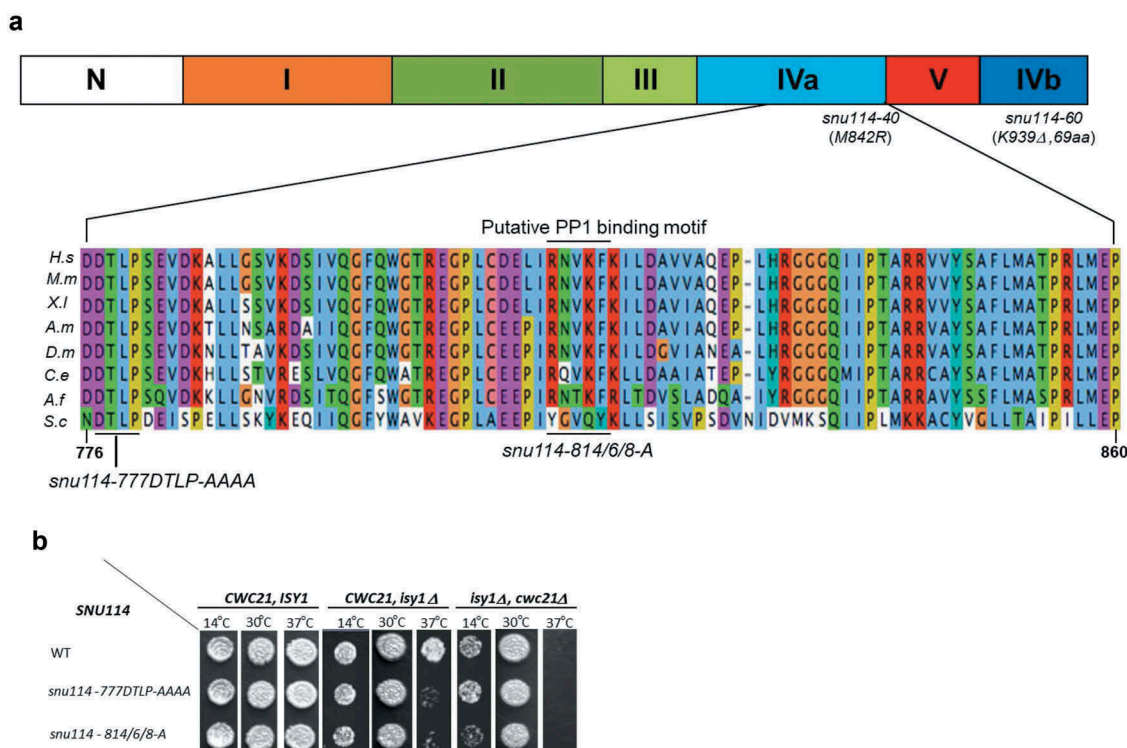 a
N I II III IVa V IVb
snu114-40 snu114-60
(M842R) (K939Δ,69aa)
Putative PP1 binding motif
H.s DDTLPSEVDKALLGSVKDSIVQGFQWGTREGPLCDELIRNVKFKILDAVVAQEP-LHRGGGQIIPTARRVVYSAFLMATPRLMEP
M.m DDTLPSEVDKALLGSVKDSIVQGFQWGTREGPLCDELIRNVKFKILDAVVAQEP-LHRGGGQIIPTARRVVYSAFLMATPRLMEP
X.l DDTLPSEVDKALLSSVKDSIVQGFQWGTREGPLCDELIRNVKFKILDAVIAQEP-LHRGGGQIIPTARRVVYSAFLMATPRLMEP
A.m DDTLPSEVDKTLLNSARDAIIQGFQWGTREGPLCEEPIRNVKFKILDAVIAQEP-LHRGGGQIIPTARRVVYSAFLMATPRLMEP
D.m DDTLPSEVDKNLLTAVKDSIVQGFQWGTREGPLCEEPIRNVKFKILDGVIANEA-LHRGGGQIIPTARRVAYSAFLMATPRLMEP
C.e DDTLPSEVDKHLLSTVRESLVQGFQWATREGPLCEEPIRQVKFKLLDAAIATEP-LYRGGGQMIPTARRCAYSAFLMATPRLMEP
A.f DDTLPSQVDKKLLGNVRDSITQGFSWGTREGPLCEEPIRNTKFRLTDVSLADQA-IYRGGGQIIPTARRVAYSSFLMASPRLMEP
S.c NDTLPDEISPELLSKYKEQIIQGFYWAVKEGPLAEEPIYGVQYKLLSISVPSDVNIDVMKSQIIPLMKKACYVGLLTAIPILLEP
776 snu114-814/6/8-A 860
snu114-777DTLP-AAAA
b
SNU114 CWC21, ISY1 CWC21, isy1 Δ isy1Δ, cwc21Δ
14°C 30°C 37°C 14°C 30°C 37°C 14°C 30°C 37°C
WT
snu114-777DTLP-AAAA
snu114-814/6/8-A